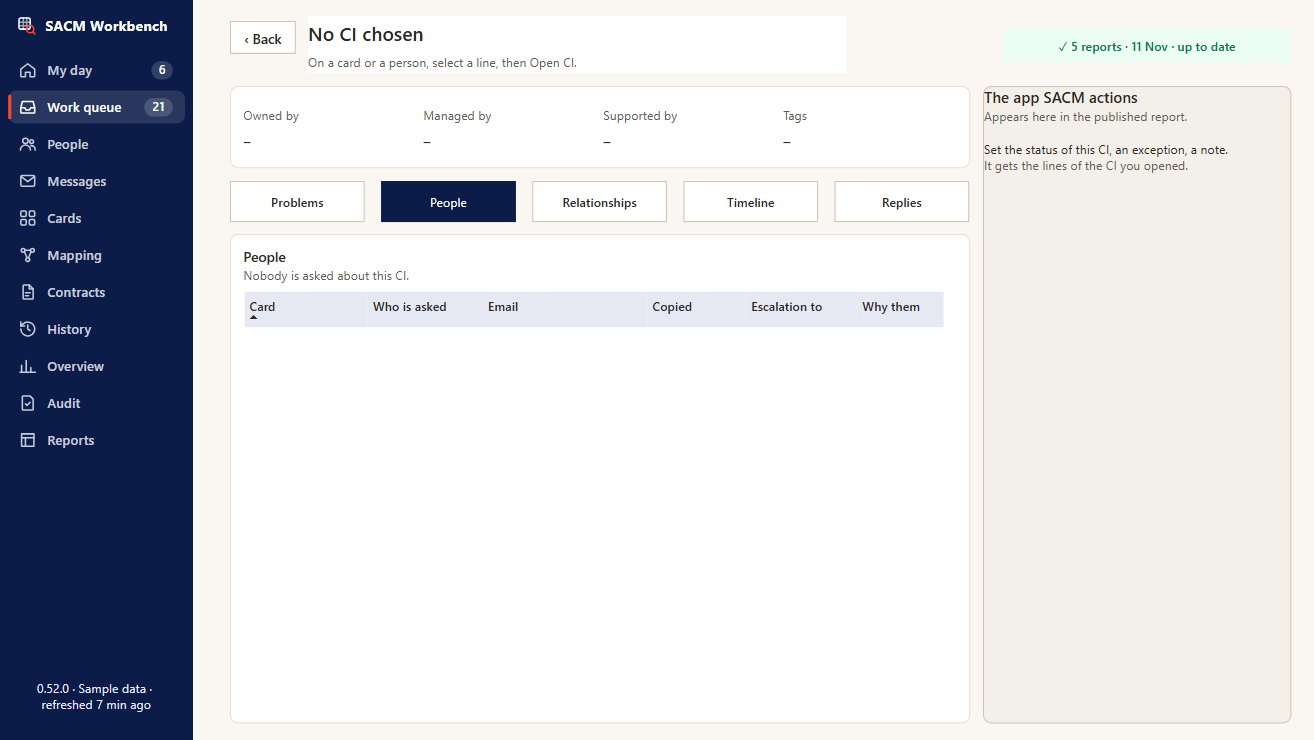 SACM Workbench
My day 6
Work queue 21
People
Messages
Cards
Mapping
Contracts
History
Overview
Audit
Reports
0.52.0 · Sample data ·
refreshed 7 min ago
‹ Back
No CI chosen
On a card or a person, select a line, then Open CI.
✓ 5 reports · 11 Nov · up to date
Owned by Managed by Supported by Tags
– – – –
Problems People Relationships Timeline Replies
People
Nobody is asked about this CI.
Card Who is asked Email Copied Escalation to Why them
The app SACM actions
Appears here in the published report.
Set the status of this CI, an exception, a note.
It gets the lines of the CI you opened.